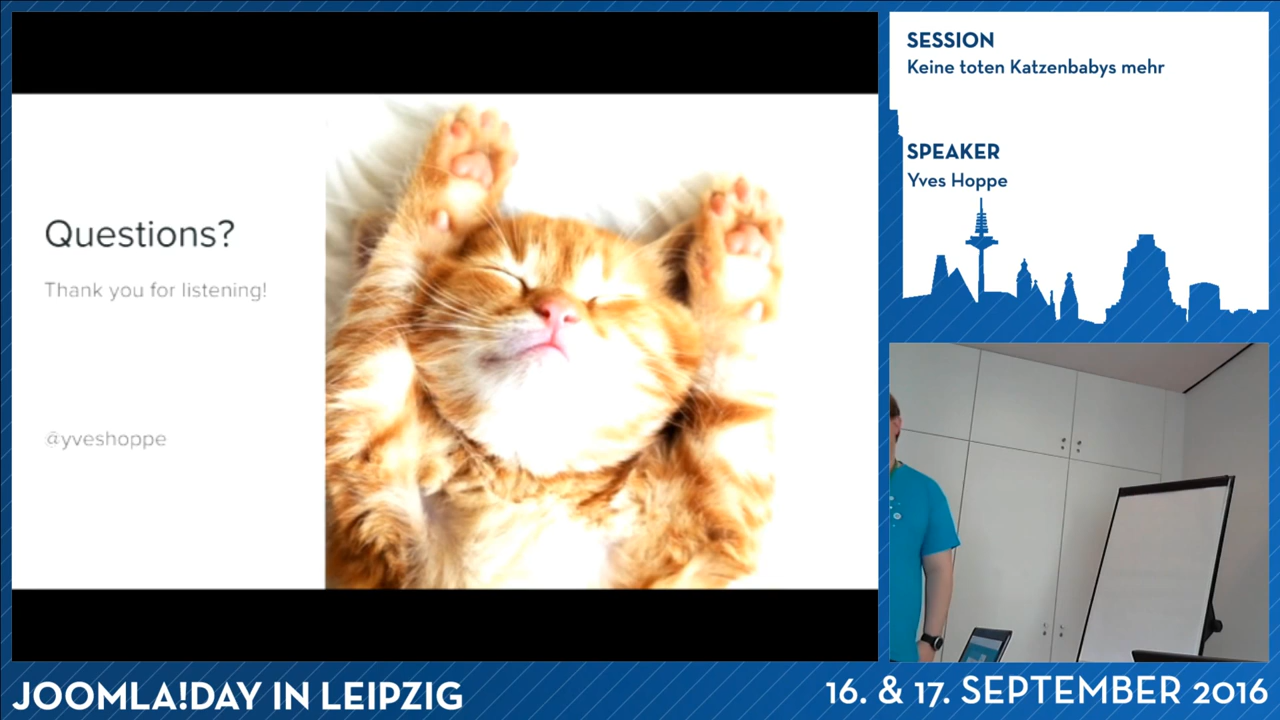 Questions?
Thank you for listening!
@yveshoppe
SESSION
Keine toten Katzenbabys mehr
SPEAKER
Yves Hoppe
JOOMLA!DAY IN LEIPZIG
16. & 17. SEPTEMBER 2016